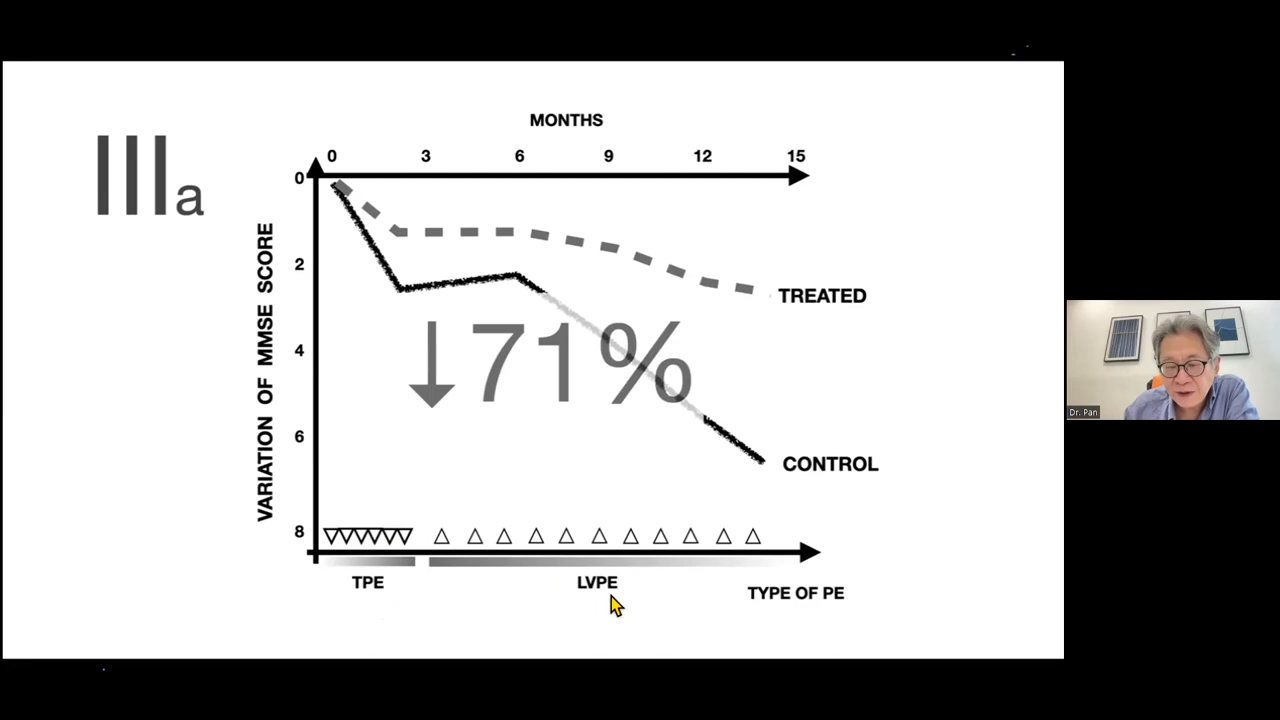 IIIa
MONTHS
0 3 6 9 12 15
VARIATION OF MMSE SCORE
0
2
4
6
8
TREATED
↓71%
CONTROL
TPE
LVPE
TYPE OF PE
Dr. Pan